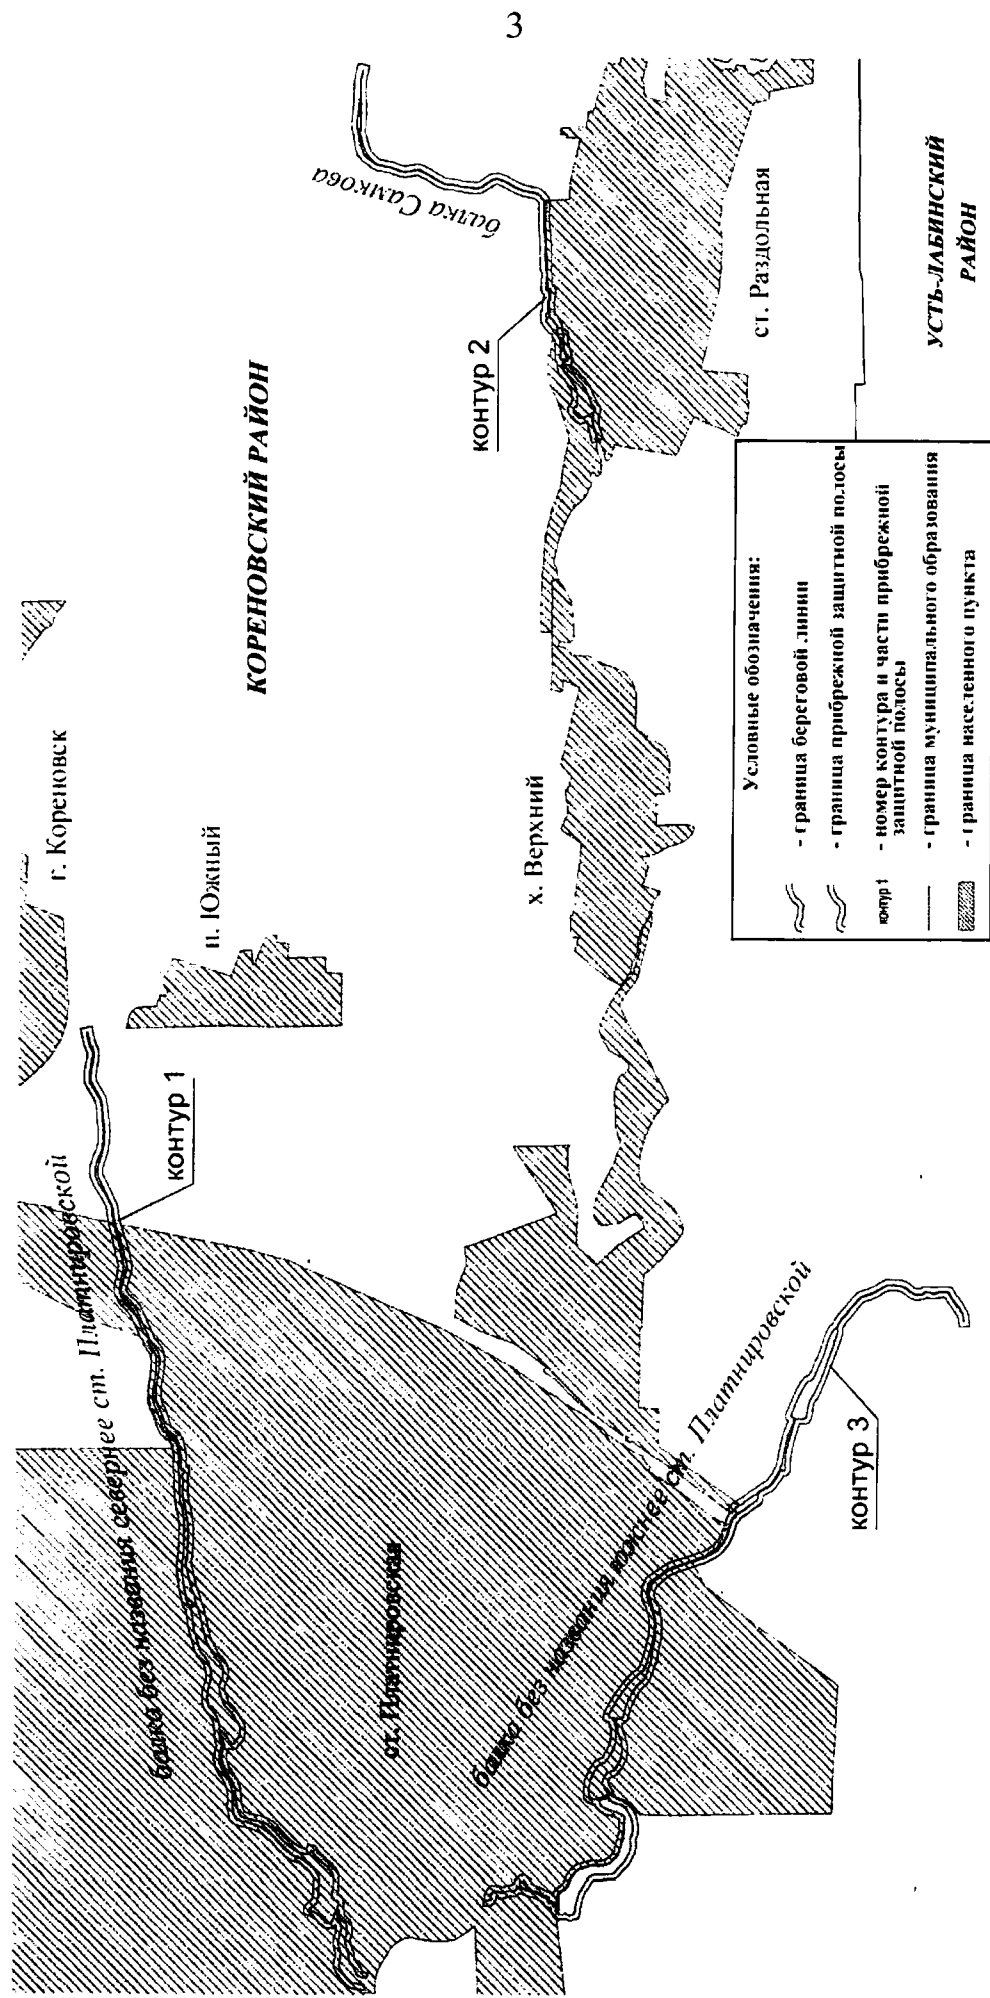 3
г. Кореновск
п. Южный
КОРЕНОВСКИЙ РАЙОН
балка Самкова
контур 1
контур 2
балка без названия севернее ст. Платнировской
х. Верхний
ст. Раздольная
ст. Платнировская
балка без названия южнее ст. Платнировской
контур 3
УСТЬ-ЛАБИНСКИЙ
РАЙОН
Условные обозначения:
- граница береговой линии
- граница прибрежной защитной полосы
контур 1 - номер контура и части прибрежной
защитной полосы
- граница муниципального образования
- граница населенного пункта